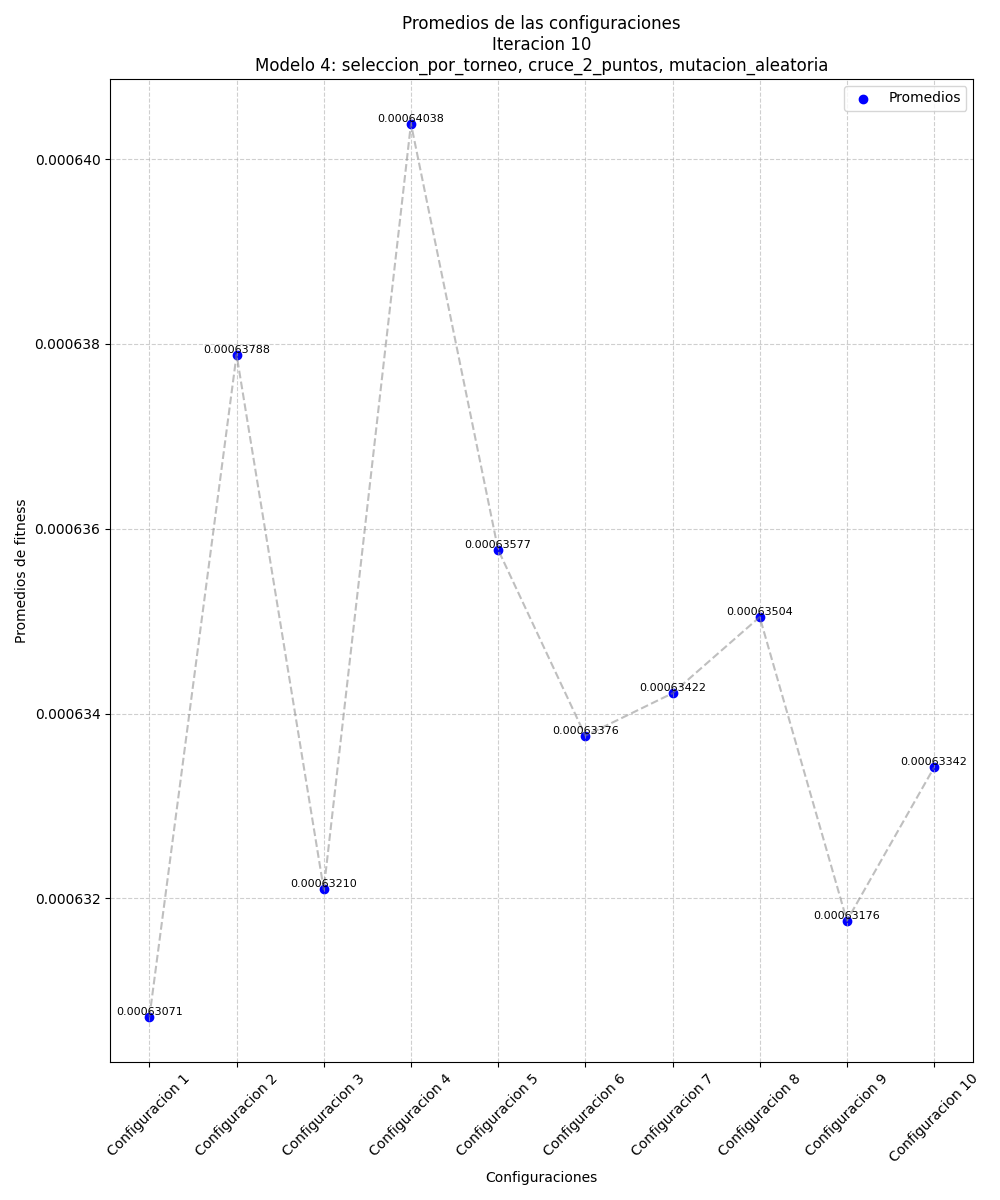 Promedios de las configuraciones
Iteracion 10
Modelo 4: seleccion_por_torneo, cruce_2_puntos, mutacion_aleatoria
Promedios
0.000640
0.000638
0.000636
0.000634
0.000632
Promedios de fitness
0.00063071
0.00063788
0.00063210
0.00064038
0.00063577
0.00063376
0.00063422
0.00063504
0.00063176
0.00063342
Configuracion 1
Configuracion 2
Configuracion 3
Configuracion 4
Configuracion 5
Configuracion 6
Configuracion 7
Configuracion 8
Configuracion 9
Configuracion 10
Configuraciones